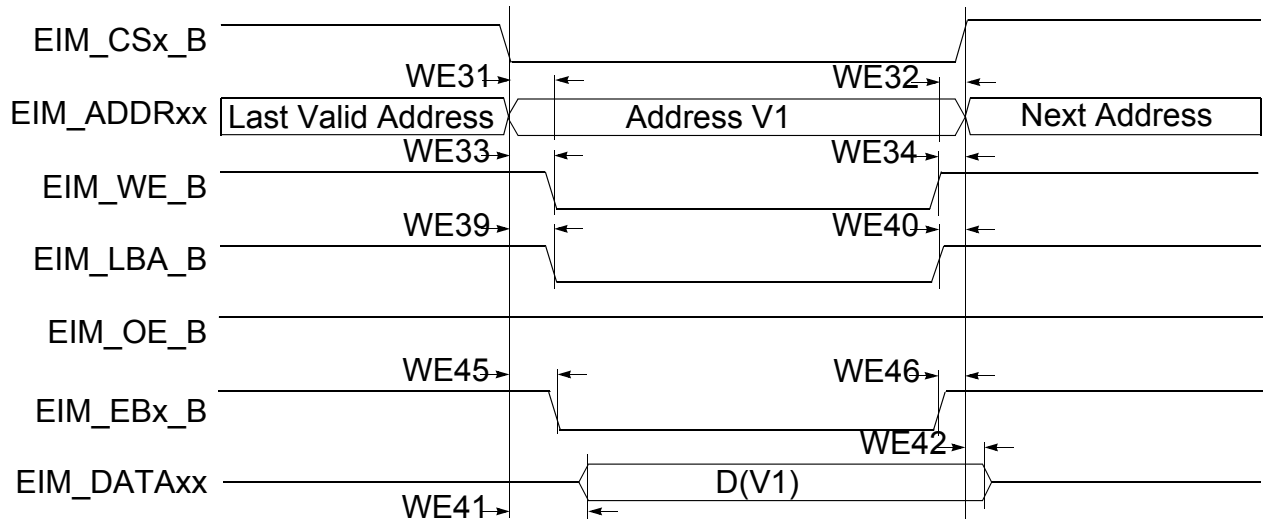 EIM_CSx_B
WE31 WE32
EIM_ADDRxx Last Valid Address Address V1 Next Address
WE33 WE34
EIM_WE_B
WE39 WE40
EIM_LBA_B
EIM_OE_B
WE45 WE46
EIM_EBx_B
WE42
EIM_DATAxx D(V1)
WE41